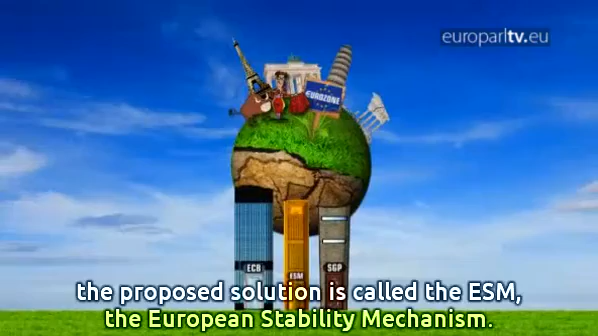 europarltv.eu
EUROZONE
ECB
ESM
SGP
the proposed solution is called the ESM,
the European Stability Mechanism.